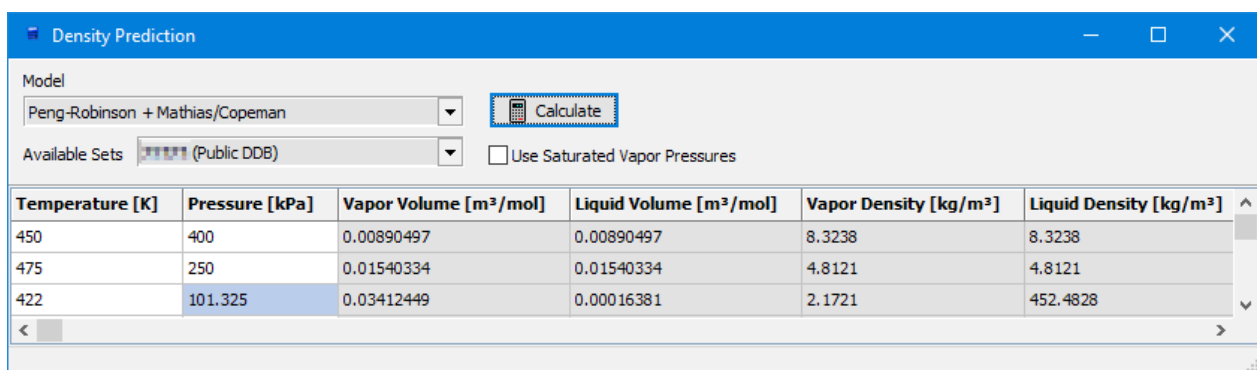 Density Prediction
Model
Peng-Robinson + Mathias/Copeman
Calculate
Available Sets (Public DDB)
Use Saturated Vapor Pressures
Temperature [K] Pressure [kPa] Vapor Volume [m³/mol] Liquid Volume [m³/mol] Vapor Density [kg/m³] Liquid Density [kg/m³]
450 400 0.00890497 0.00890497 8.3238 8.3238
475 250 0.01540334 0.01540334 4.8121 4.8121
422 101.325 0.03412449 0.00016381 2.1721 452.4828